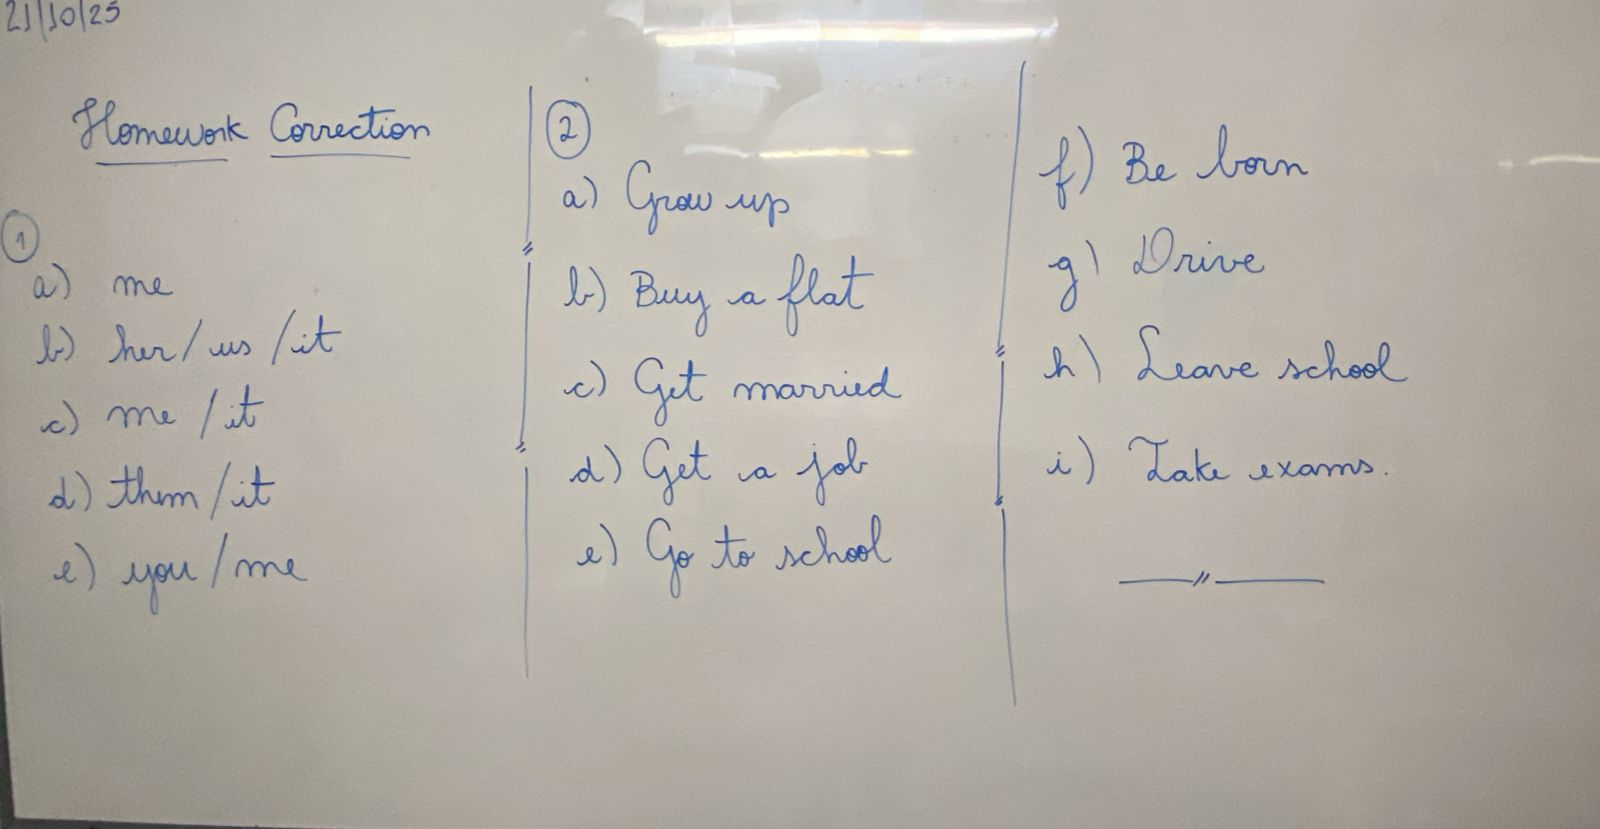 21/10/25
Homework Correction
1
a) me
b) her/us/it
c) me/it
d) them/it
e) you/me
2
a) Grow up
b) Buy a flat
c) Get married
d) Get a job
e) Go to school
f) Be born
g) Drive
h) Leave school
i) Take exams.